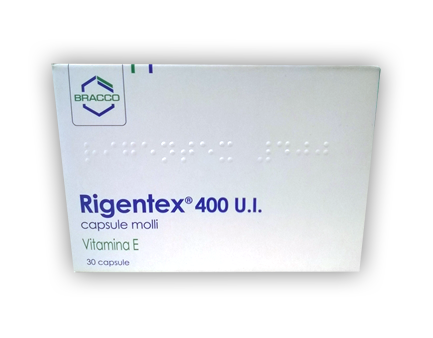 BRACCO
Rigentex® 400 U.I.
capsule molli
Vitamina E
30 capsule